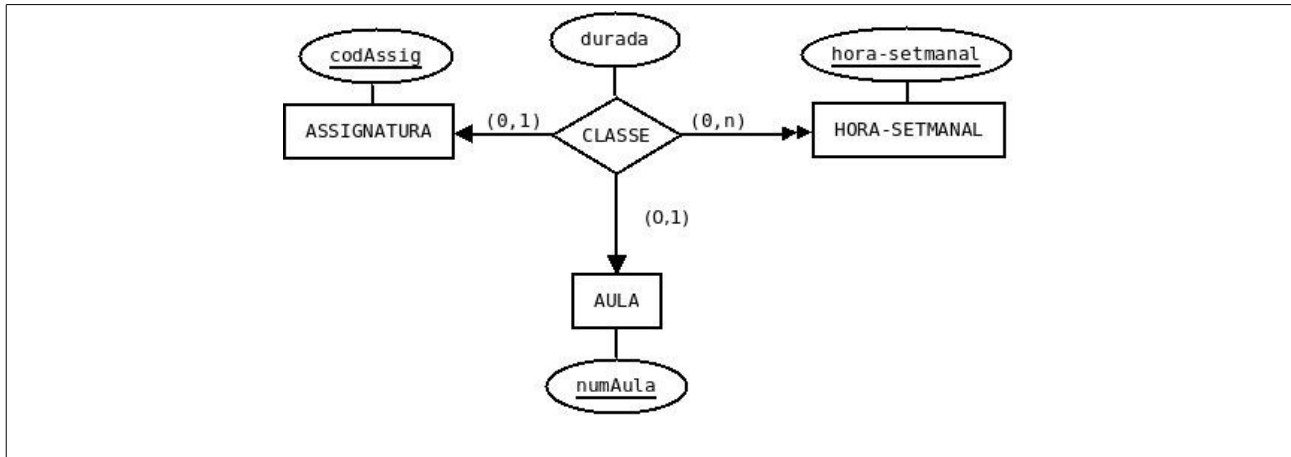 durada
codAssig
hora-setmanal
ASSIGNATURA
(0,1)
CLASSE
(0,n)
HORA-SETMANAL
(0,1)
AULA
numAula